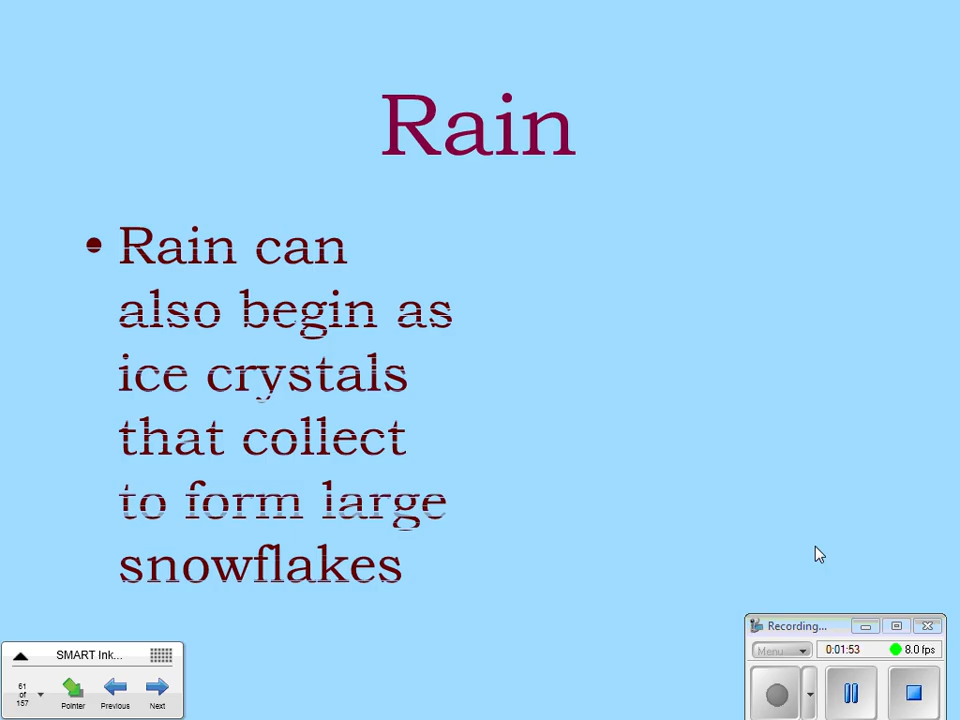 Rain
• Rain can
also begin as
ice crystals
that collect
to form large
snowflakes
SMART Ink...
61
of
157
Pointer
Previous
Next
Recording...
Menu
0:01:53
8.0 fps